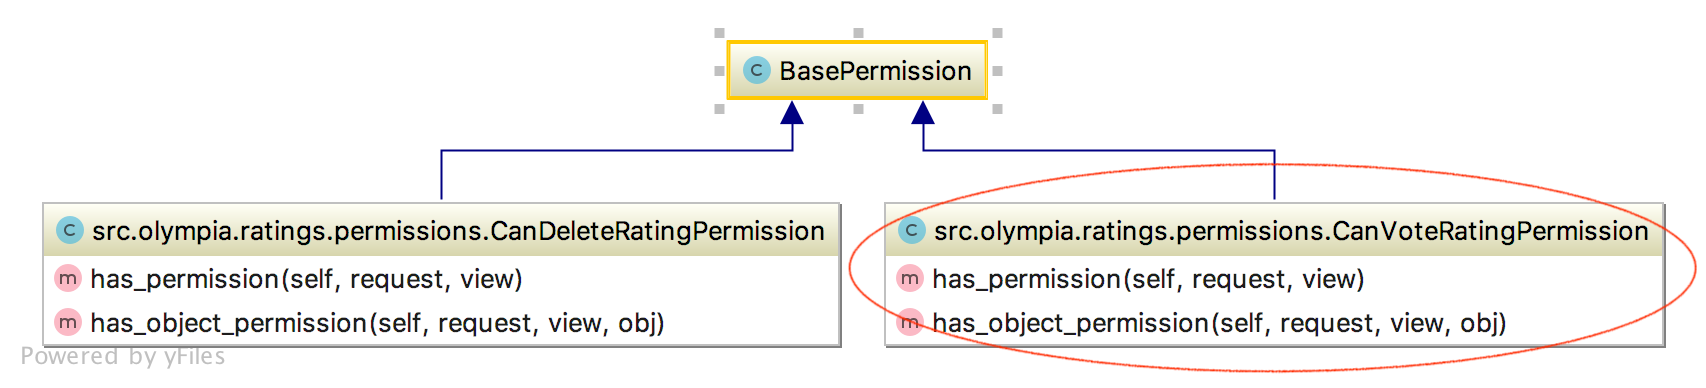 C BasePermission
C src.olympia.ratings.permissions.CanDeleteRatingPermission
m has_permission(self, request, view)
m has_object_permission(self, request, view, obj)
C src.olympia.ratings.permissions.CanVoteRatingPermission
m has_permission(self, request, view)
m has_object_permission(self, request, view, obj)
Powered by yFiles